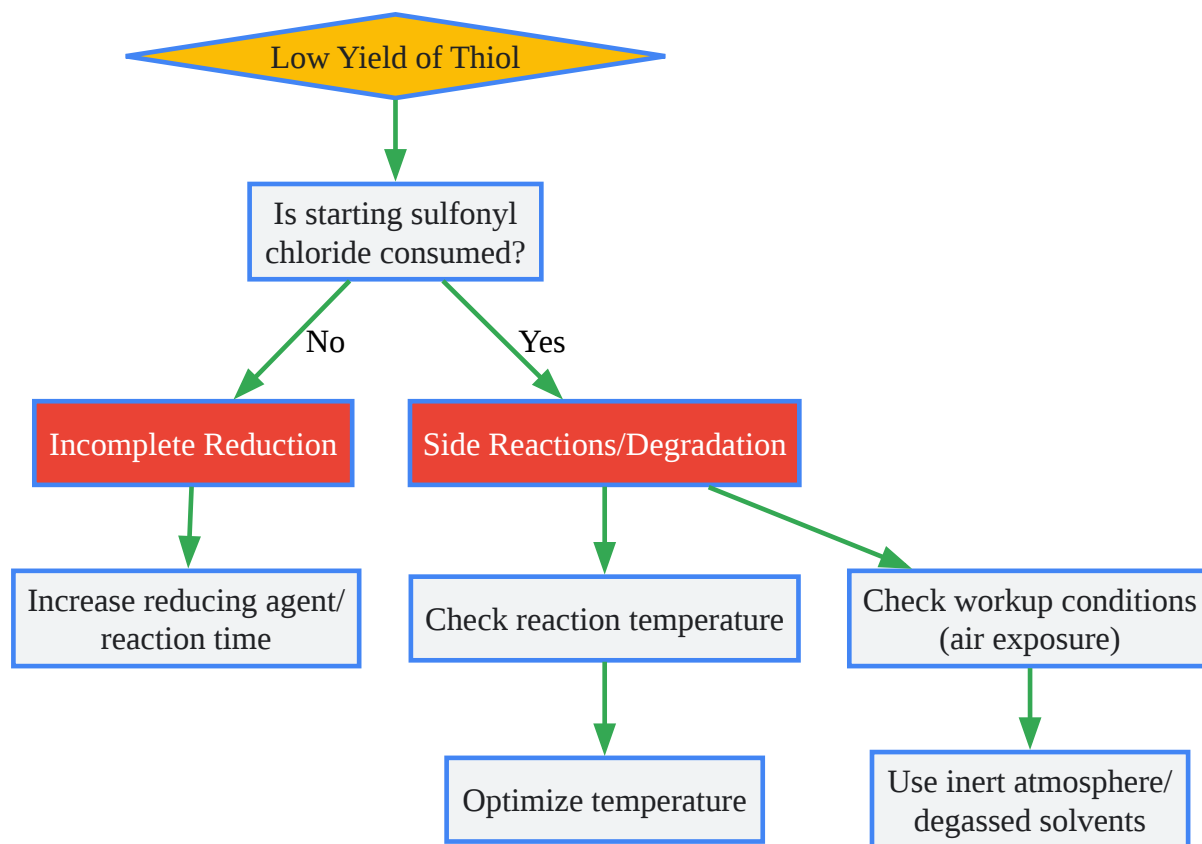 Low Yield of Thiol
Is starting sulfonyl
chloride consumed?
No
Yes
Incomplete Reduction
Side Reactions/Degradation
Increase reducing agent/
reaction time
Check reaction temperature
Check workup conditions
(air exposure)
Optimize temperature
Use inert atmosphere/
degassed solvents